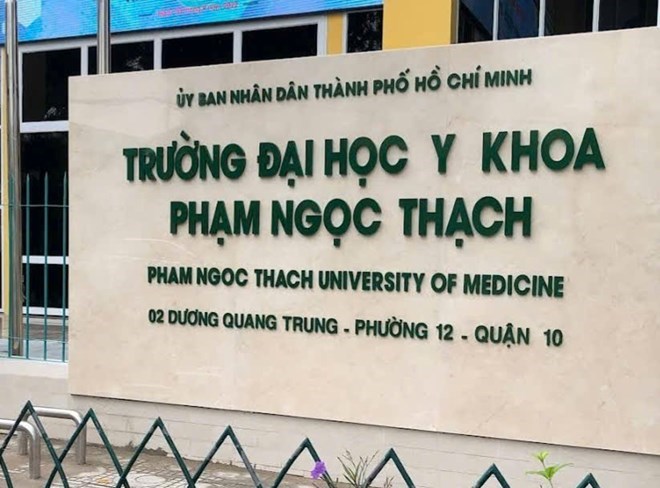 ỦY BAN NHÂN DÂN THÀNH PHỐ HỒ CHÍ MINH
TRƯỜNG ĐẠI HỌC Y KHOA
PHẠM NGỌC THẠCH
PHAM NGOC THACH UNIVERSITY OF MEDICINE
02 DƯƠNG QUANG TRUNG - PHƯỜNG 12 - QUẬN 10